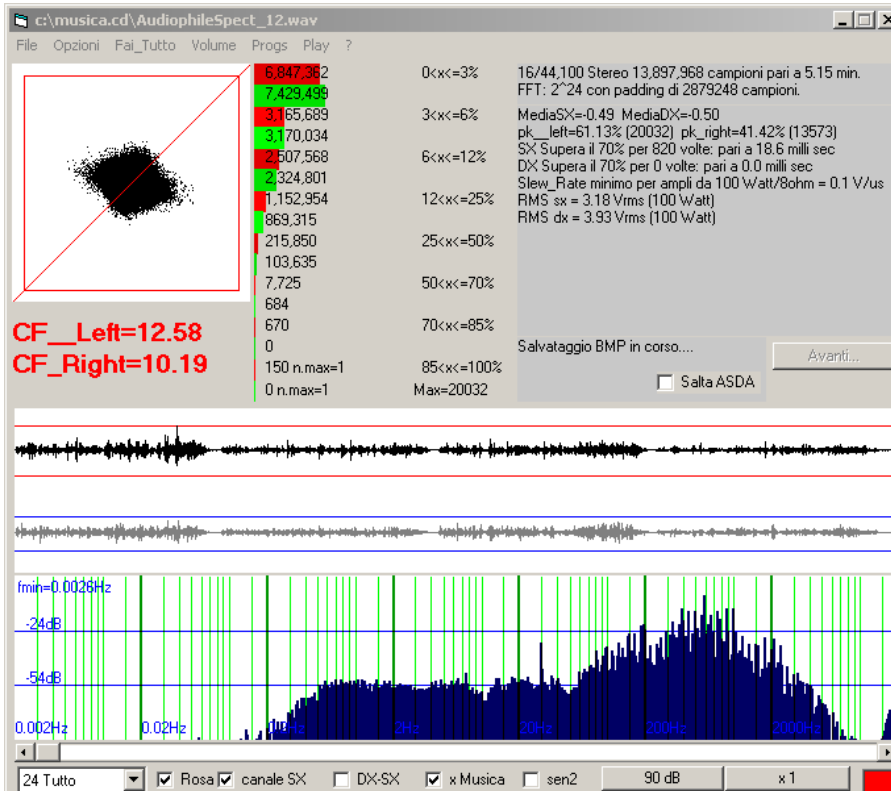 c:\musica.cd\AudiophileSpect_12.wav
File Opzioni Fai_Tutto Volume Progs Play ?
6,847,362 0<x<=3%
7,429,499
3,165,689 3<x<=6%
3,170,034
2,507,568 6<x<=12%
2,324,801
1,152,954 12<x<=25%
869,315
215,850 25<x<=50%
103,635
7,725 50<x<=70%
684
670 70<x<=85%
0
150 n.max=1 85<x<=100%
0 n.max=1 Max=20032
CF__Left=12.58
CF_Right=10.19
16/44,100 Stereo 13,897,968 campioni pari a 5.15 min.
FFT: 2^24 con padding di 2879248 campioni.
MediaSX=-0.49 MediaDX=-0.50
pk__left=61.13% (20032) pk_right=41.42% (13573)
SX Supera il 70% per 820 volte: pari a 18.6 milli sec
DX Supera il 70% per 0 volte: pari a 0.0 milli sec
Slew_Rate minimo per ampli da 100 Watt/8ohm = 0.1 V/us
RMS sx = 3.18 Vrms (100 Watt)
RMS dx = 3.93 Vrms (100 Watt)
Salvataggio BMP in corso....
Avanti...
Salta ASDA
fmin=0.0026Hz
-24dB
-54dB
0.002Hz 0.02Hz 2Hz 20Hz 200Hz 2000Hz
24 Tutto Rosa canale SX DX-SX x Musica sen2 90 dB x 1